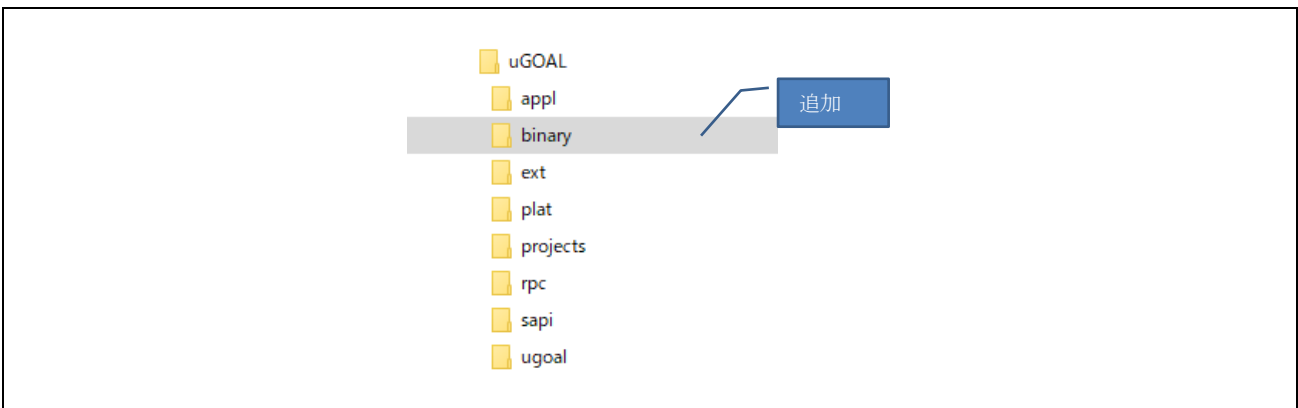 uGOAL
appl
追加
binary
ext
plat
projects
rpc
sapi
ugoal